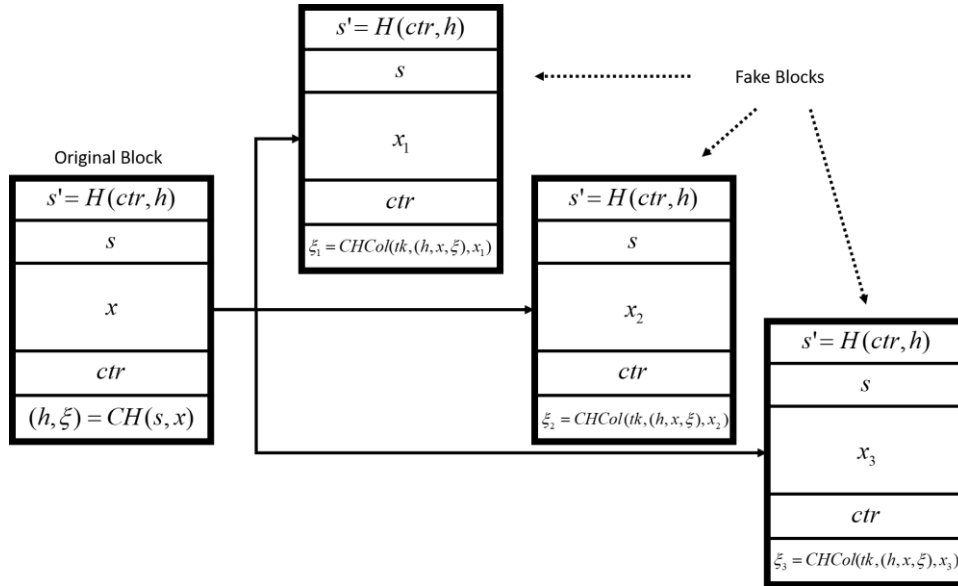 Original Block
s'= H(ctr,h)
s
x
ctr
(h,ξ) = CH(s,x)
s'= H(ctr,h)
s
x₁
ctr
ξ₁ = CHCol(tk,(h,x,ξ),x₁)
Fake Blocks
s'= H(ctr,h)
s
x₂
ctr
ξ₂ = CHCol(tk,(h,x,ξ),x₂)
s'= H(ctr,h)
s
x₃
ctr
ξ₃ = CHCol(tk,(h,x,ξ),x₃)